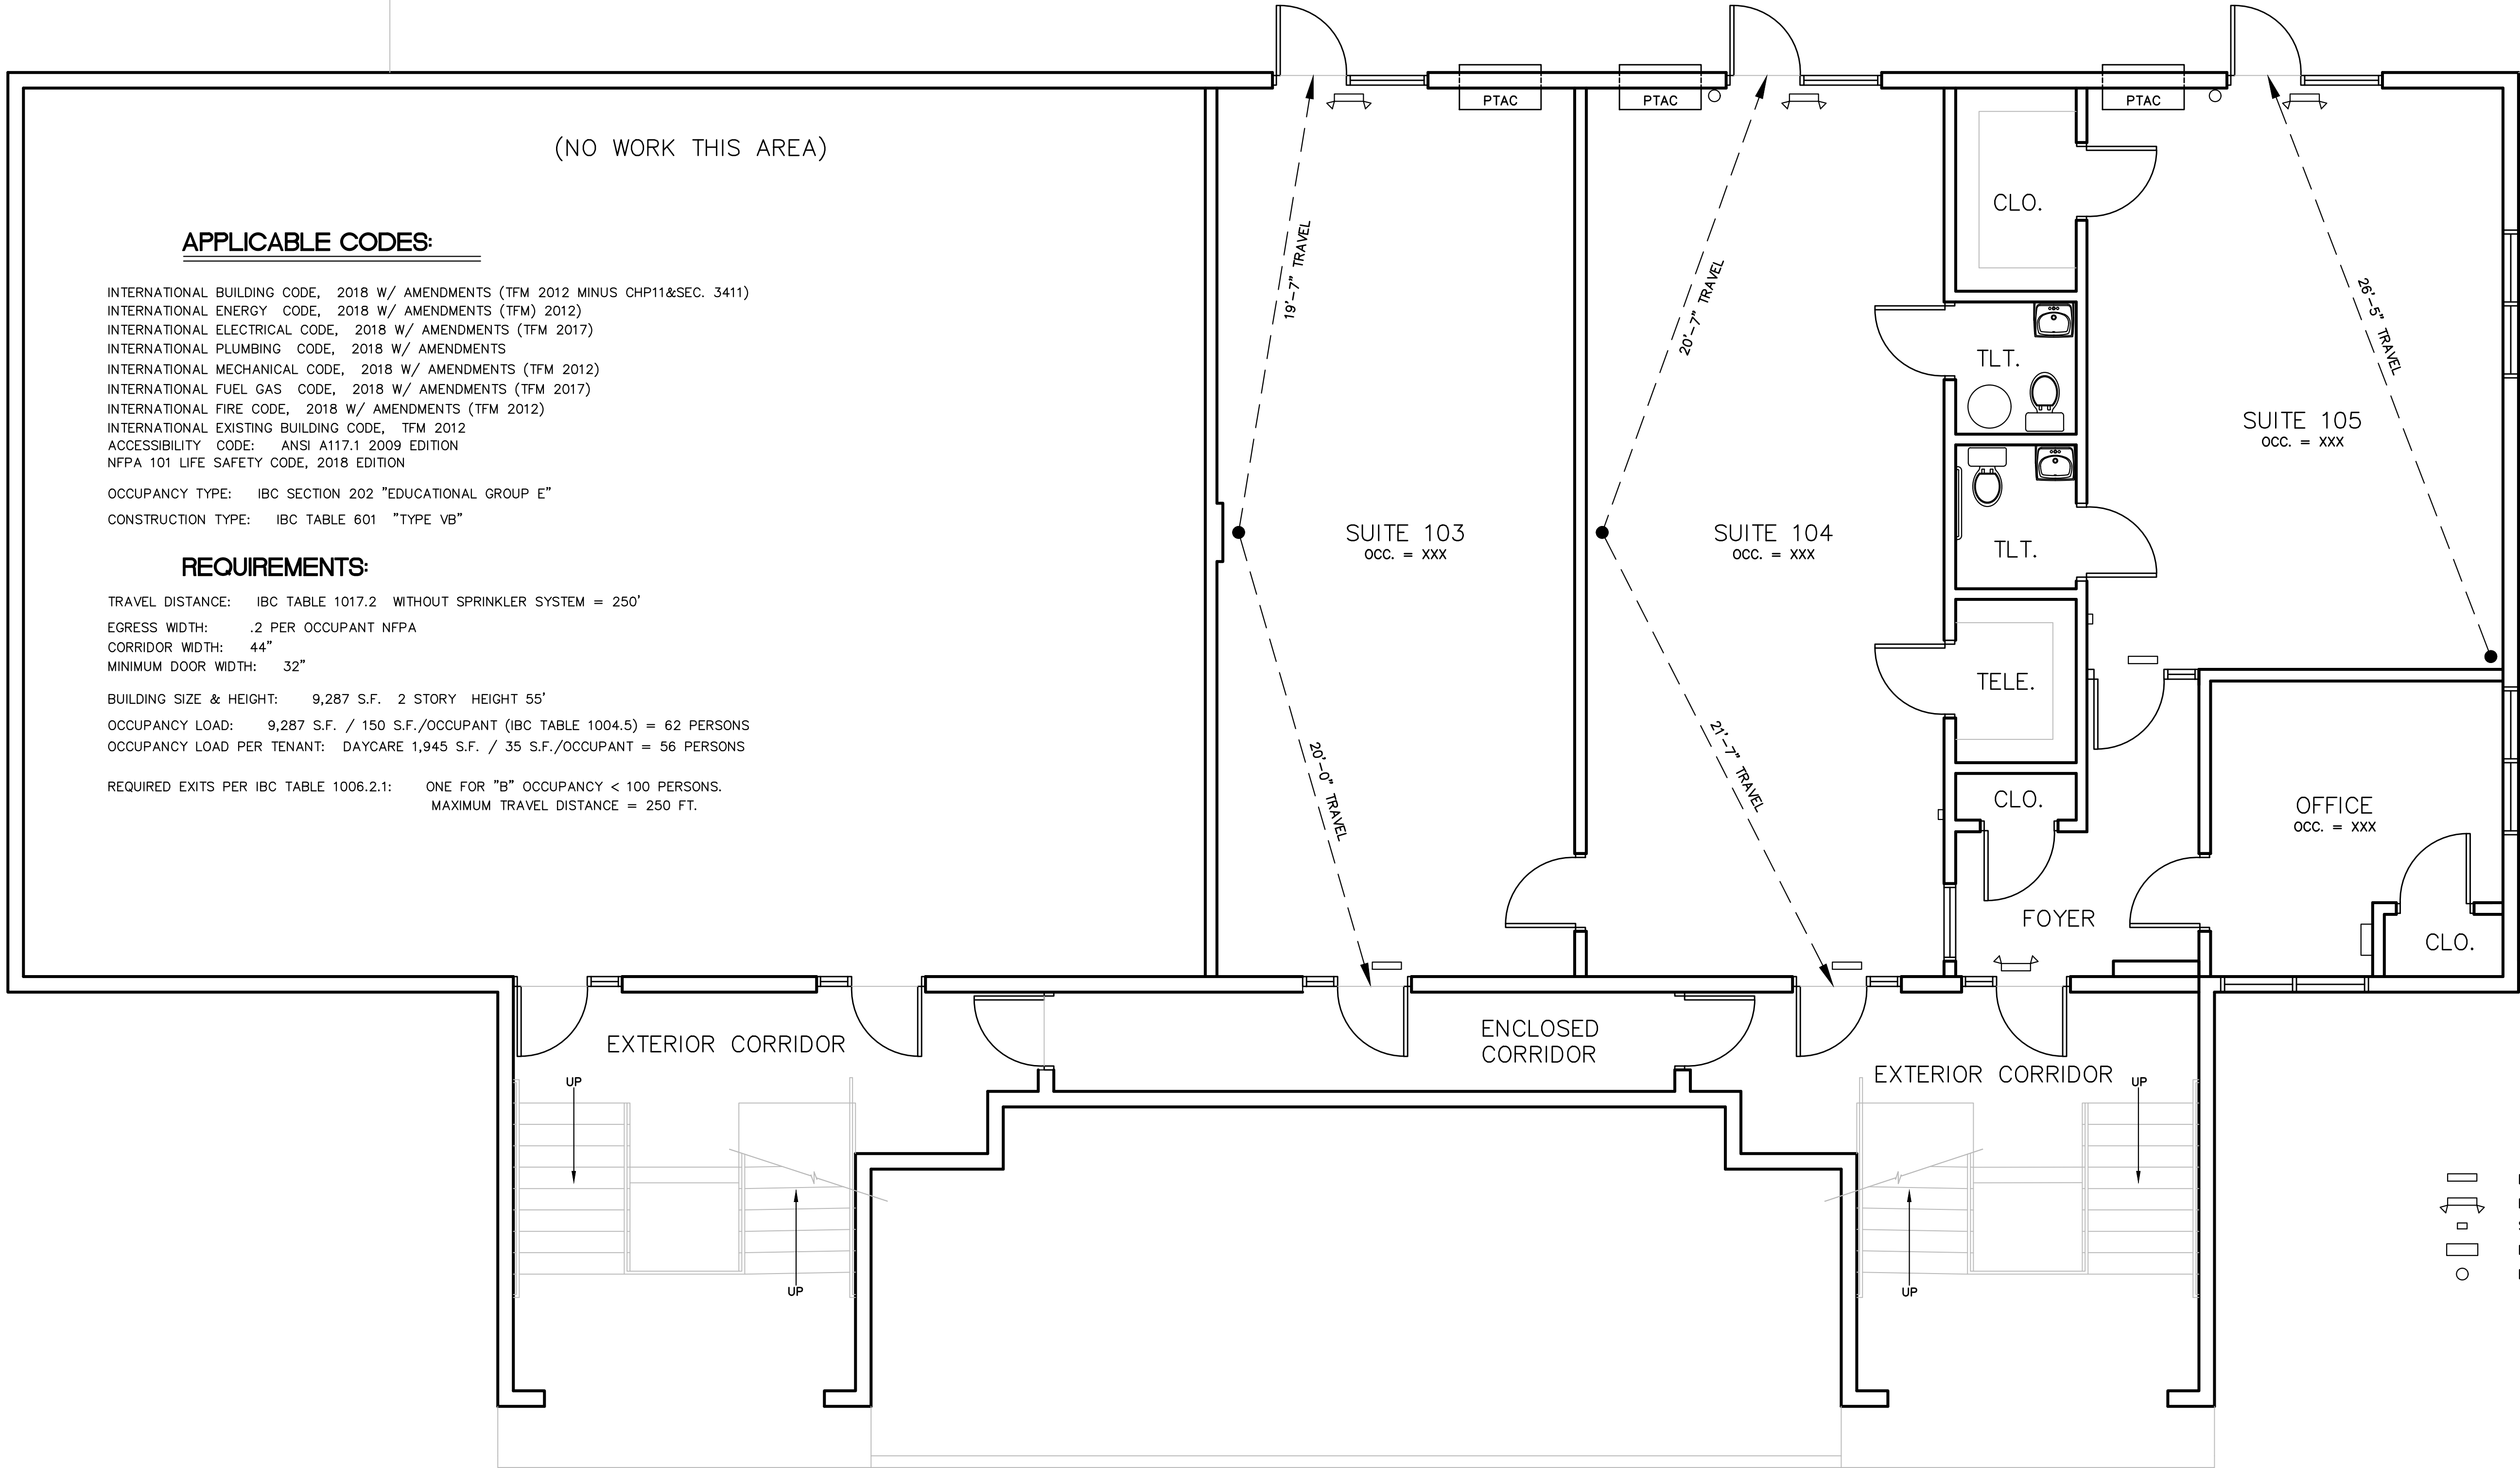 (NO WORK THIS AREA)
APPLICABLE CODES:
INTERNATIONAL BUILDING CODE, 2018 W/ AMENDMENTS (TFM 2012 MINUS CHP11&SEC. 3411)
INTERNATIONAL ENERGY CODE, 2018 W/ AMENDMENTS (TFM) 2012)
INTERNATIONAL ELECTRICAL CODE, 2018 W/ AMENDMENTS (TFM 2017)
INTERNATIONAL PLUMBING CODE, 2018 W/ AMENDMENTS
INTERNATIONAL MECHANICAL CODE, 2018 W/ AMENDMENTS (TFM 2012)
INTERNATIONAL FUEL GAS CODE, 2018 W/ AMENDMENTS (TFM 2017)
INTERNATIONAL FIRE CODE, 2018 W/ AMENDMENTS (TFM 2012)
INTERNATIONAL EXISTING BUILDING CODE, TFM 2012
ACCESSIBILITY CODE: ANSI A117.1 2009 EDITION
NFPA 101 LIFE SAFETY CODE, 2018 EDITION
OCCUPANCY TYPE: IBC SECTION 202 "EDUCATIONAL GROUP E"
CONSTRUCTION TYPE: IBC TABLE 601 "TYPE VB"
REQUIREMENTS:
TRAVEL DISTANCE: IBC TABLE 1017.2 WITHOUT SPRINKLER SYSTEM = 250'
EGRESS WIDTH: .2 PER OCCUPANT NFPA
CORRIDOR WIDTH: 44"
MINIMUM DOOR WIDTH: 32"
BUILDING SIZE & HEIGHT: 9,287 S.F. 2 STORY HEIGHT 55'
OCCUPANCY LOAD: 9,287 S.F. / 150 S.F./OCCUPANT (IBC TABLE 1004.5) = 62 PERSONS
OCCUPANCY LOAD PER TENANT: DAYCARE 1,945 S.F. / 35 S.F./OCCUPANT = 56 PERSONS
REQUIRED EXITS PER IBC TABLE 1006.2.1: ONE FOR "B" OCCUPANCY < 100 PERSONS.
MAXIMUM TRAVEL DISTANCE = 250 FT.
PTAC
PTAC
PTAC
19'-7" TRAVEL
20'-7" TRAVEL
26'-5" TRAVEL
CLO.
TLT.
SUITE 105
OCC. = XXX
SUITE 103
OCC. = XXX
SUITE 104
OCC. = XXX
TLT.
TELE.
20'-0" TRAVEL
21'-7" TRAVEL
CLO.
OFFICE
OCC. = XXX
FOYER
CLO.
EXTERIOR CORRIDOR
ENCLOSED
CORRIDOR
EXTERIOR CORRIDOR
UP
UP
UP
UP